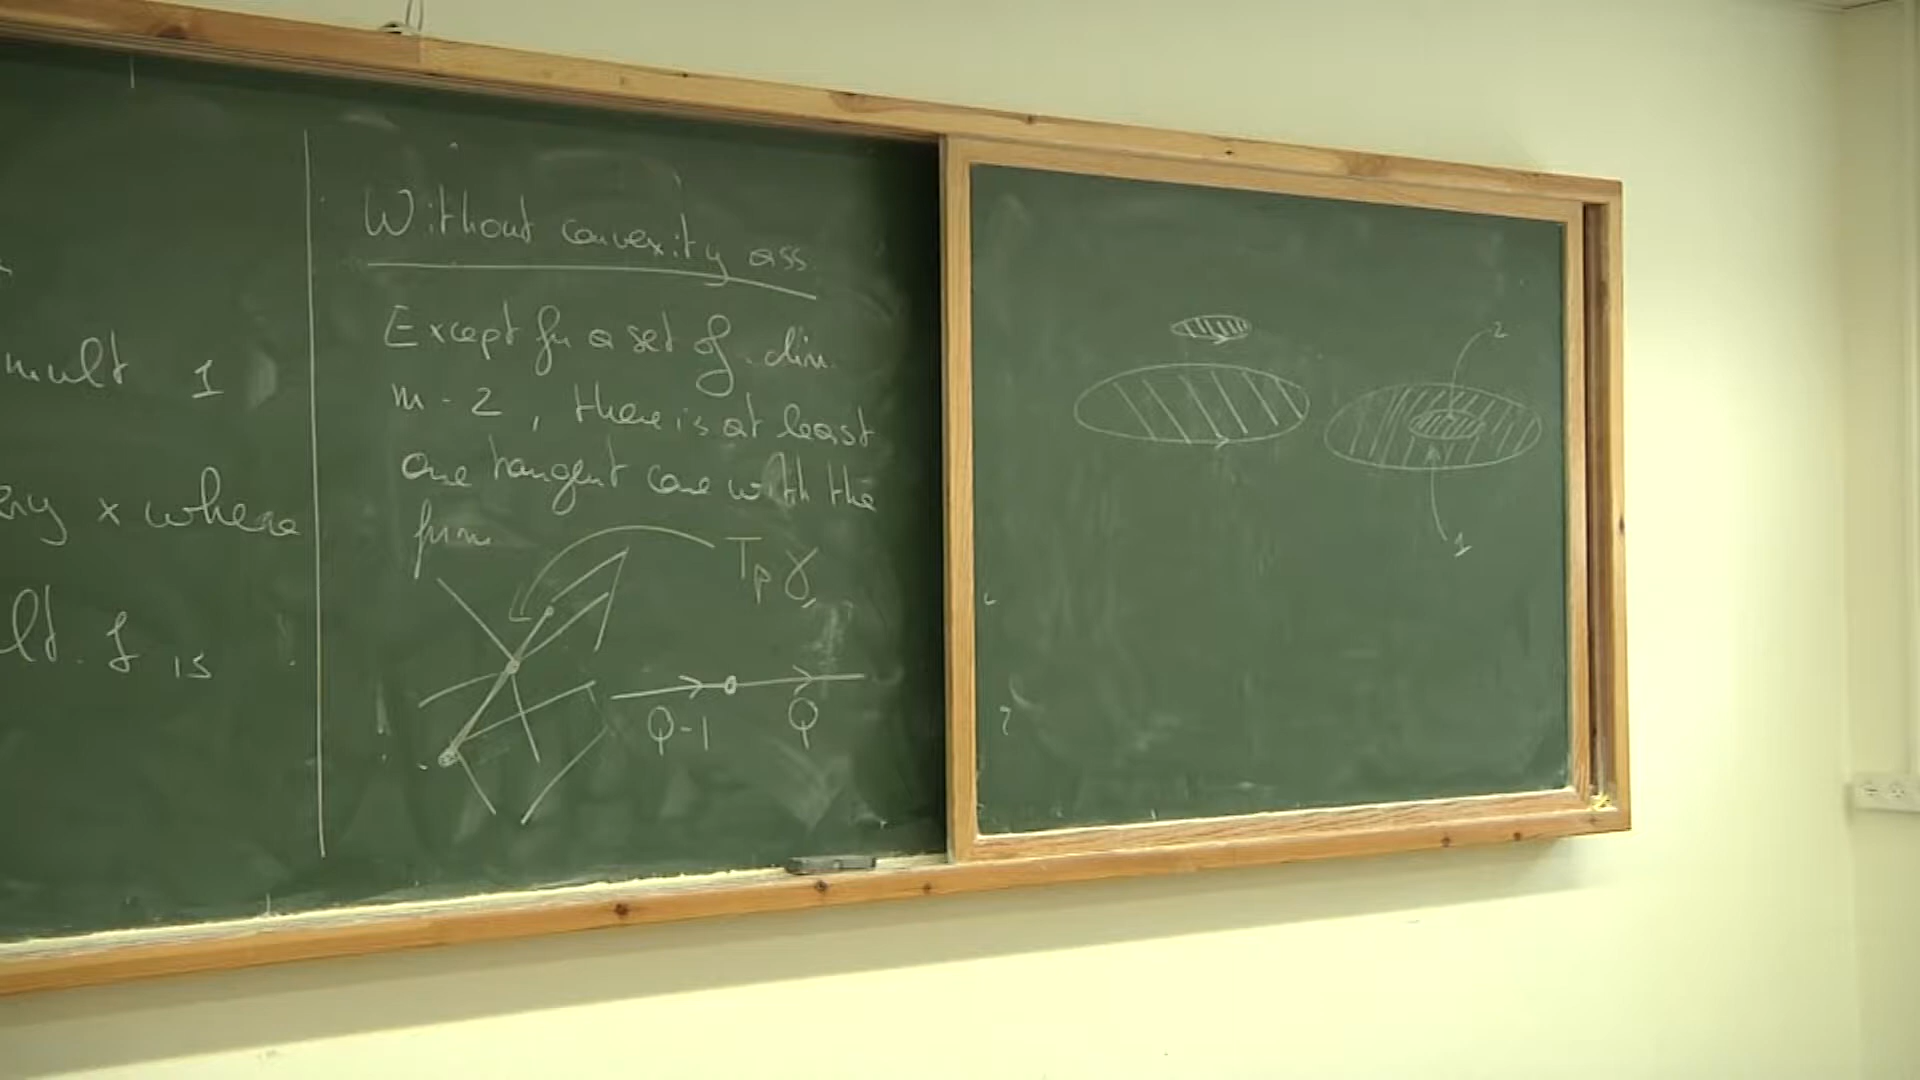 mult 1
x where
is
Without convexity ass.
Except for a set of dim
m-2, there is at least
one tangent cone with the
form
Tpγ
Q-1 Q
2
1